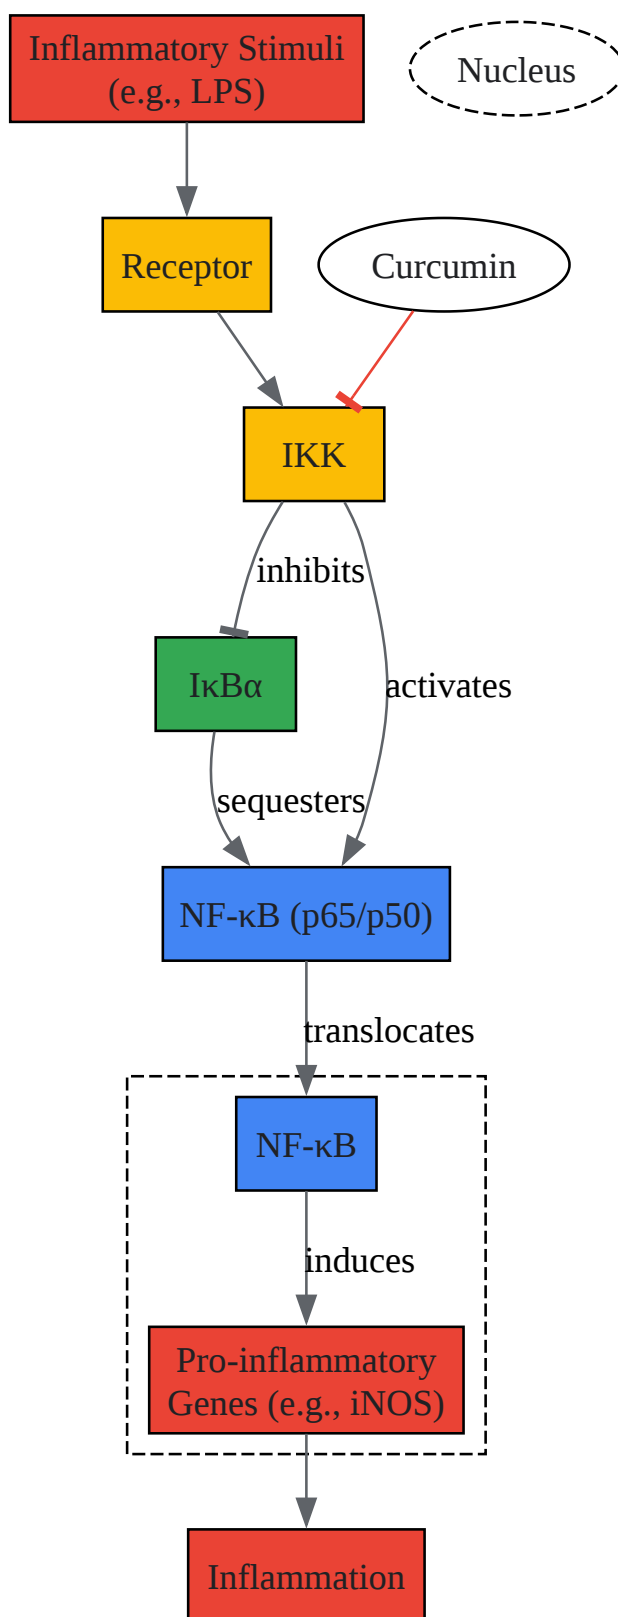 Inflammatory Stimuli
(e.g., LPS)
Nucleus
Receptor
Curcumin
IKK
inhibits
IκBα
activates
sequesters
NF-κB (p65/p50)
translocates
NF-κB
induces
Pro-inflammatory
Genes (e.g., iNOS)
Inflammation